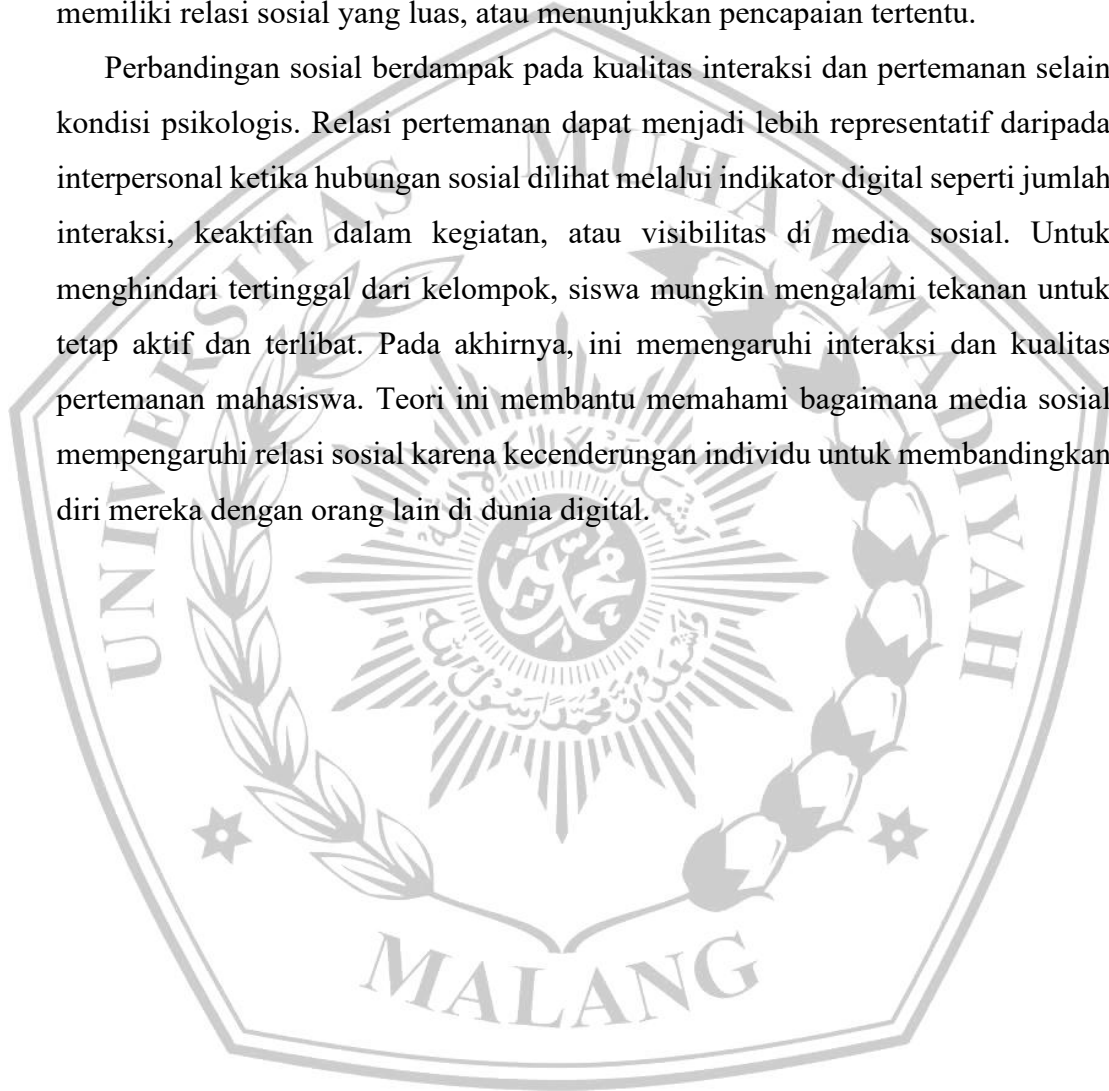 memiliki relasi sosial yang luas, atau menunjukkan pencapaian tertentu.
Perbandingan sosial berdampak pada kualitas interaksi dan pertemanan selain
kondisi psikologis. Relasi pertemanan dapat menjadi lebih representatif daripada
interpersonal ketika hubungan sosial dilihat melalui indikator digital seperti jumlah
interaksi, keaktifan dalam kegiatan, atau visibilitas di media sosial. Untuk
menghindari tertinggal dari kelompok, siswa mungkin mengalami tekanan untuk
tetap aktif dan terlibat. Pada akhirnya, ini memengaruhi interaksi dan kualitas
pertemanan mahasiswa. Teori ini membantu memahami bagaimana media sosial
mempengaruhi relasi sosial karena kecenderungan individu untuk membandingkan
diri mereka dengan orang lain di dunia digital.
UNIVERSITAS MUHAMMADIYAH
MALANG